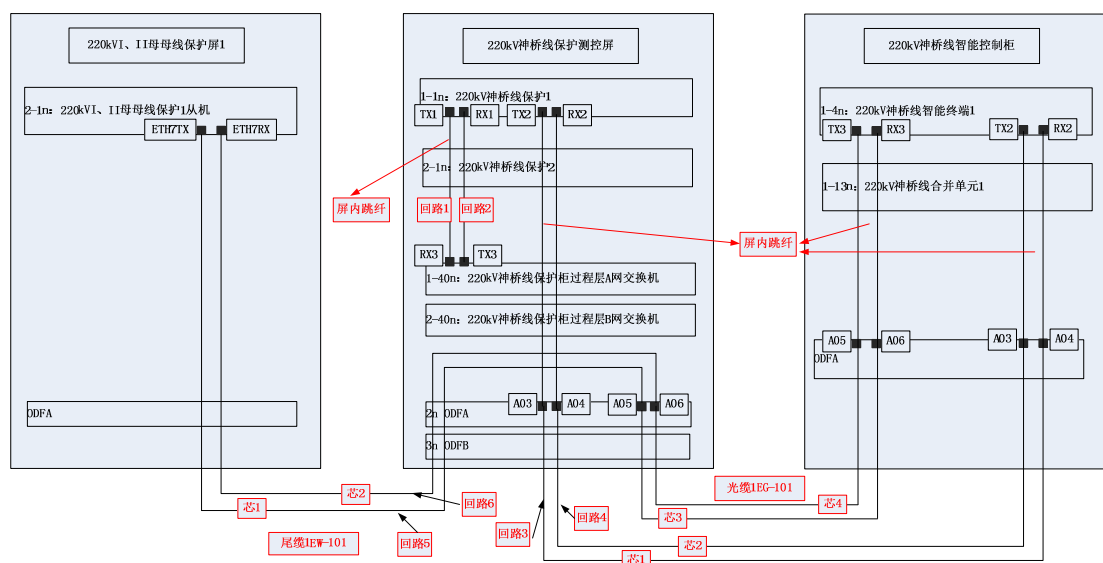 220kVI、II母母线保护屏1
2-1n: 220kVI、II母母线保护1从机
ETH7TX
ETH7RX
ODFA
220kV神桥线保护测控屏
1-1n: 220kV神桥线保护1
TX1
RX1
TX2
RX2
2-1n: 220kV神桥线保护2
屏内跳纤
回路1
回路2
RX3
TX3
1-40n: 220kV神桥线保护柜过程层A网交换机
2-40n: 220kV神桥线保护柜过程层B网交换机
A03
A04
A05
A06
2n ODFA
3n ODFB
220kV神桥线智能控制柜
1-4n: 220kV神桥线智能终端1
TX3
RX3
TX2
RX2
1-13n: 220kV神桥线合并单元1
屏内跳纤
A05
A06
A03
A04
ODFA
芯2
芯1
回路6
回路5
尾缆1EW-101
回路3
回路4
光缆1EG-101
芯4
芯3
芯2
芯1